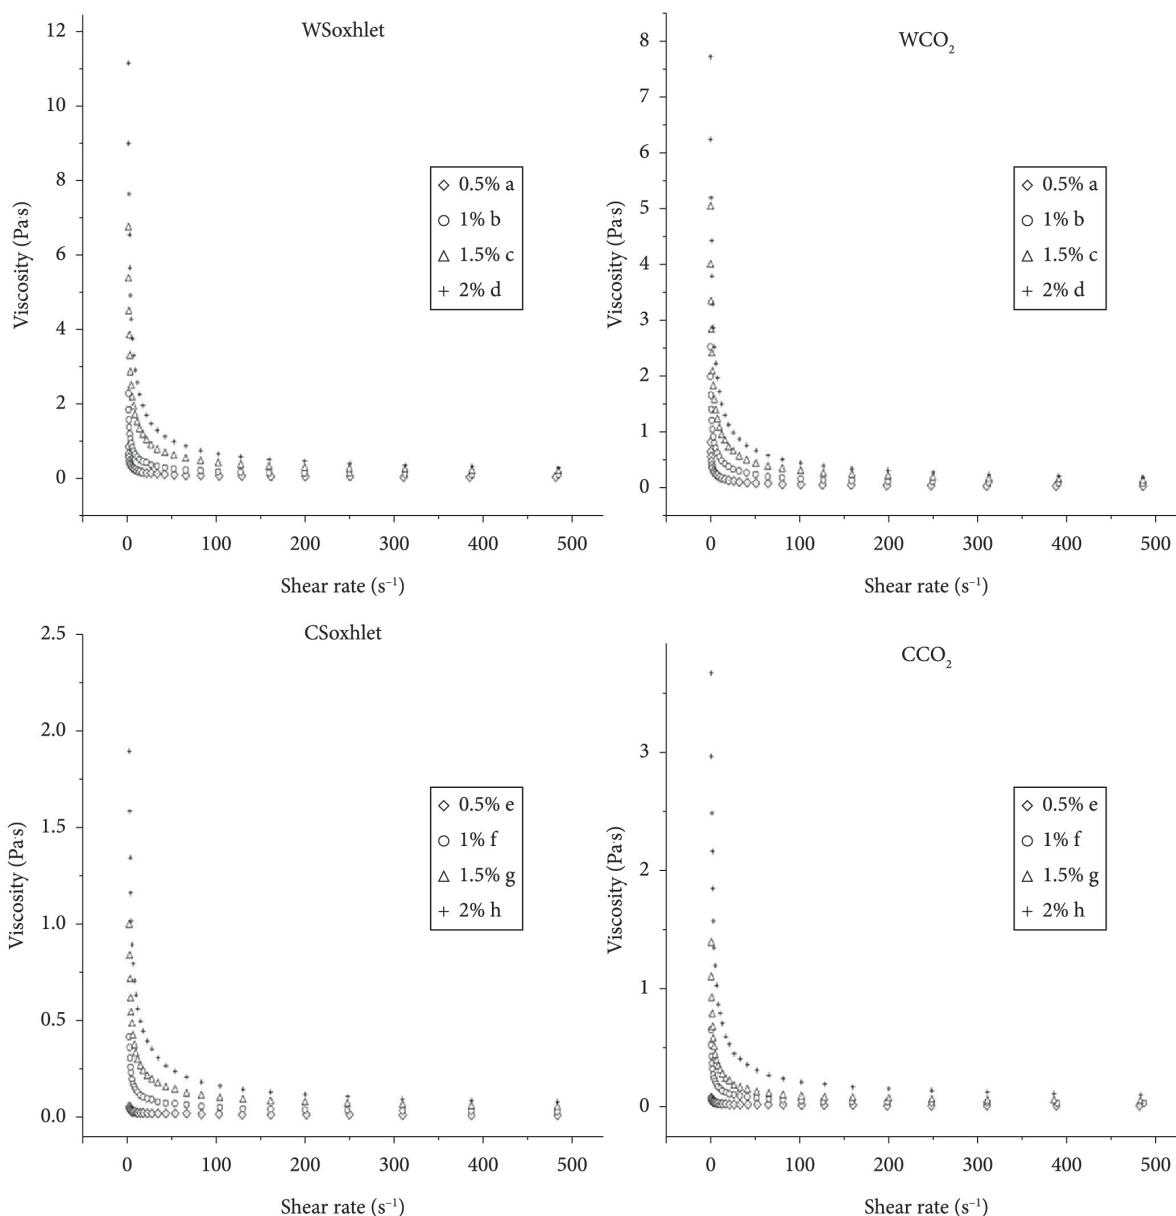 WSoxhlet
12
10
8
6
4
2
0
Viscosity (Pa·s)
0.5% a
1% b
1.5% c
2% d
0 100 200 300 400 500
Shear rate (s⁻¹)
WCO₂
8
7
6
5
4
3
2
1
0
Viscosity (Pa·s)
0.5% a
1% b
1.5% c
2% d
0 100 200 300 400 500
Shear rate (s⁻¹)
CSoxhlet
2.5
2.0
1.5
1.0
0.5
0.0
Viscosity (Pa·s)
0.5% e
1% f
1.5% g
2% h
0 100 200 300 400 500
Shear rate (s⁻¹)
CCO₂
3
2
1
0
Viscosity (Pa·s)
0.5% e
1% f
1.5% g
2% h
0 100 200 300 400 500
Shear rate (s⁻¹)